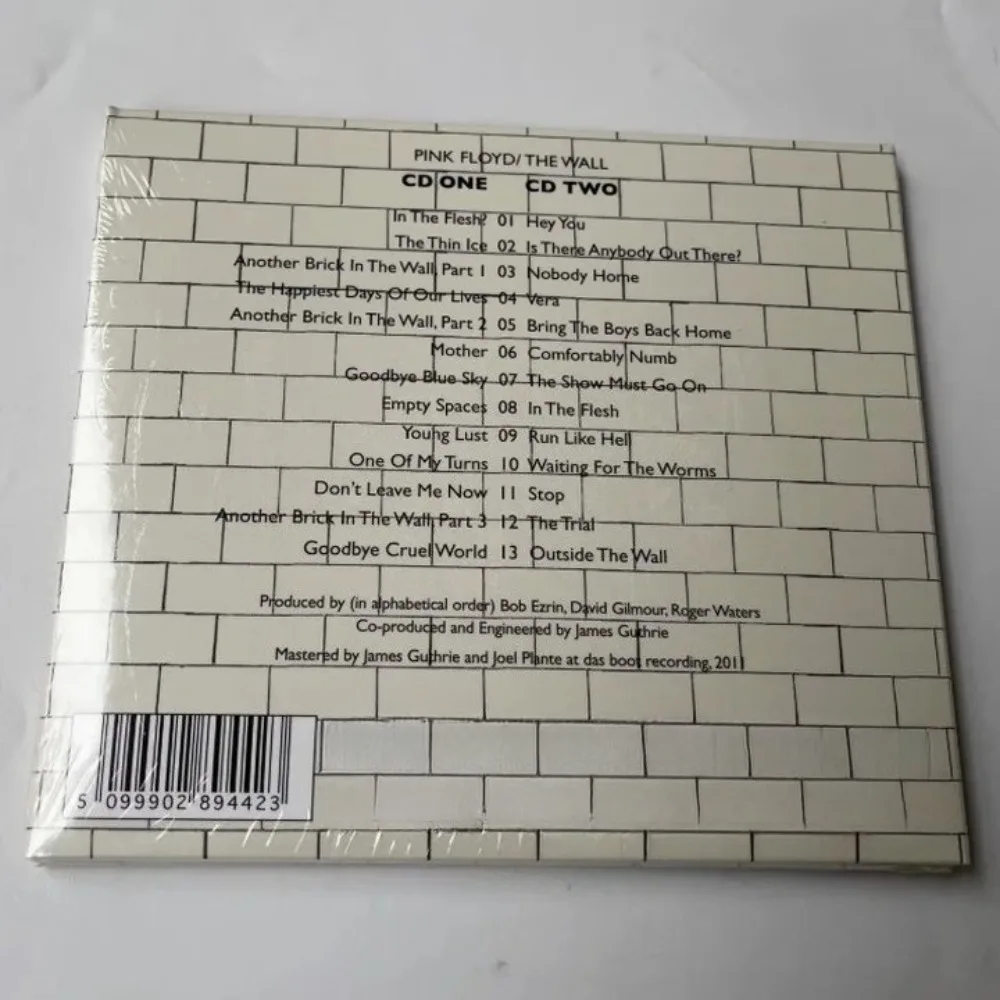 PINK FLOYD/ THE WALL
CD ONE CD TWO
In The Flesh? 01 Hey You
The Thin Ice 02 Is There Anybody Out There?
Another Brick In The Wall, Part 1 03 Nobody Home
The Happiest Days Of Our Lives 04 Vera
Another Brick In The Wall, Part 2 05 Bring The Boys Back Home
Mother 06 Comfortably Numb
Goodbye Blue Sky 07 The Show Must Go On
Empty Spaces 08 In The Flesh
Young Lust 09 Run Like Hell
One Of My Turns 10 Waiting For The Worms
Don't Leave Me Now 11 Stop
Another Brick In The Wall, Part 3 12 The Trial
Goodbye Cruel World 13 Outside The Wall
Produced by (in alphabetical order) Bob Ezrin, David Gilmour, Roger Waters
Co-produced and Engineered by James Guthrie
Mastered by James Guthrie and Joel Plante at das boot recording, 2011
5 099902 894423